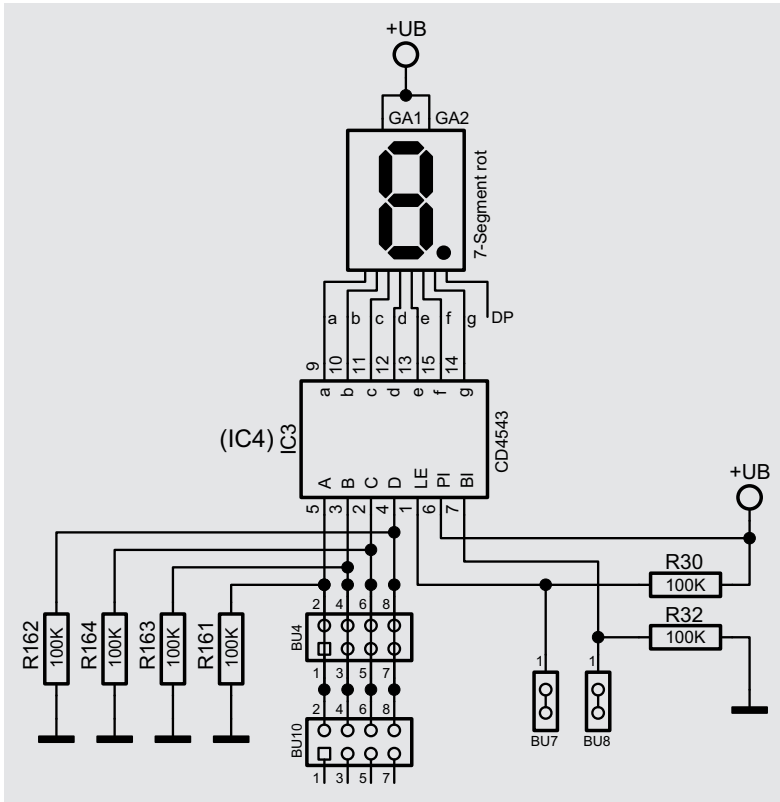 +UB
GA1 GA2
7-Segment rot
a b c d e f g DP
9 10 11 12 13 15 14
a b c d e f g
(IC4) IC3
CD4543
A B C D LE PI BI
5 3 2 4 1 6 7
+UB
R30
100K
R32
100K
R162 100K
R164 100K
R163 100K
R161 100K
2 4 6 8
BU4
1 3 5 7
2 4 6 8
BU10
1 3 5 7
1
BU7
1
BU8